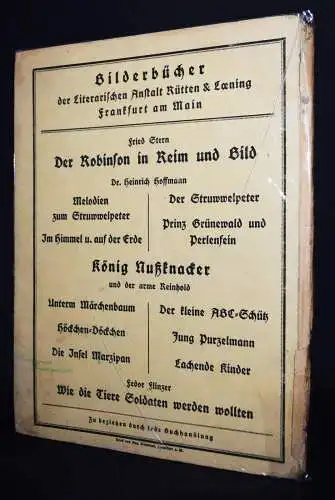 Bilderbücher
der Literarischen Anstalt Rütten & Loening
Frankfurt am Main
Fried Stern
Der Robinson in Reim und Bild
Dr. Heinrich Hoffmann
Melodien
zum Struwwelpeter
Im Himmel u. auf der Erde
Der Struwwelpeter
Prinz Grünewald und
Perlenfein
König Nußknacker
und der arme Reinhold
Unterm Märchenbaum
Höckchen-Döckchen
Die Insel Marzipan
Der kleine ABC-Schütz
Jung Purzelmann
Lachende Kinder
Fedor Flinzer
Wie die Tiere Soldaten werden wollten
Zu beziehen durch jede Buchhandlung